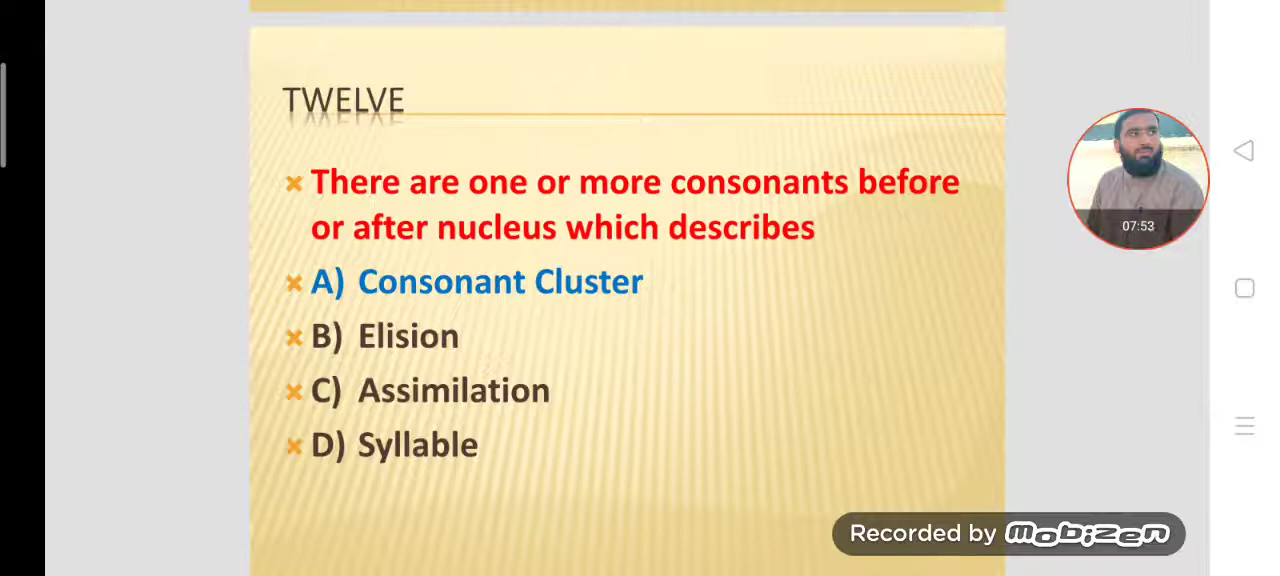 TWELVE
There are one or more consonants before
or after nucleus which describes
A) Consonant Cluster
B) Elision
C) Assimilation
D) Syllable
07:53
Recorded by mobizen